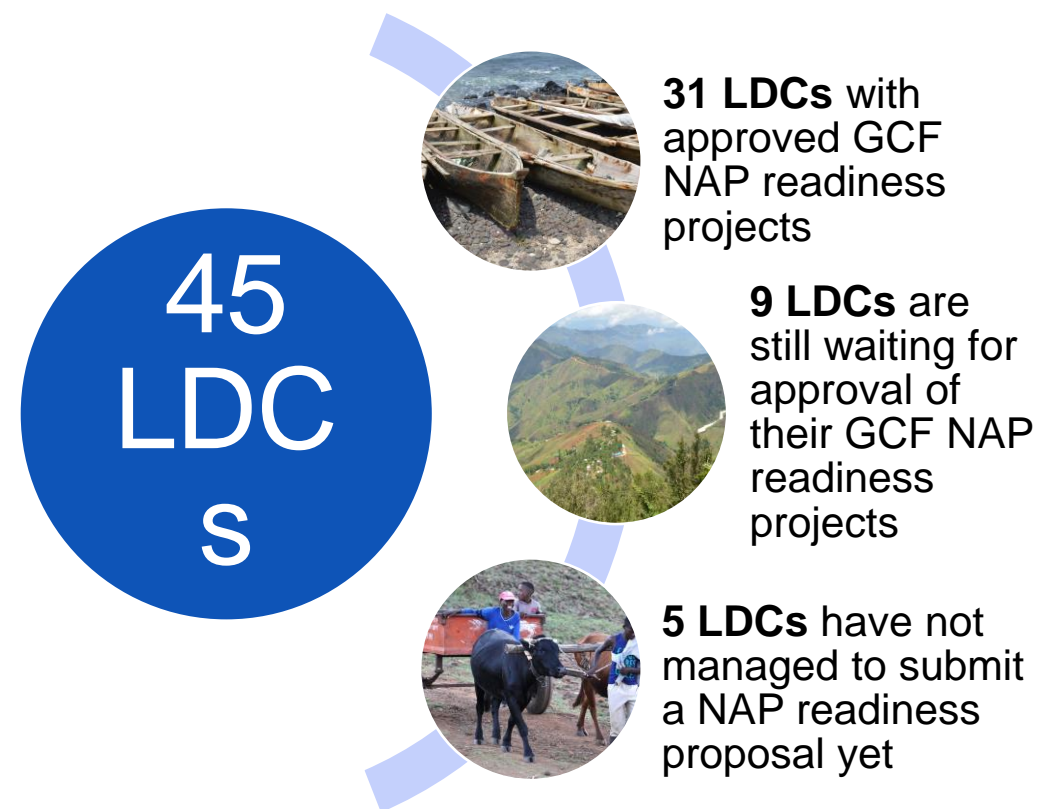 45
LDC
s
31 LDCs with
approved GCF
NAP readiness
projects
9 LDCs are
still waiting for
approval of
their GCF NAP
readiness
projects
5 LDCs have not
managed to submit
a NAP readiness
proposal yet